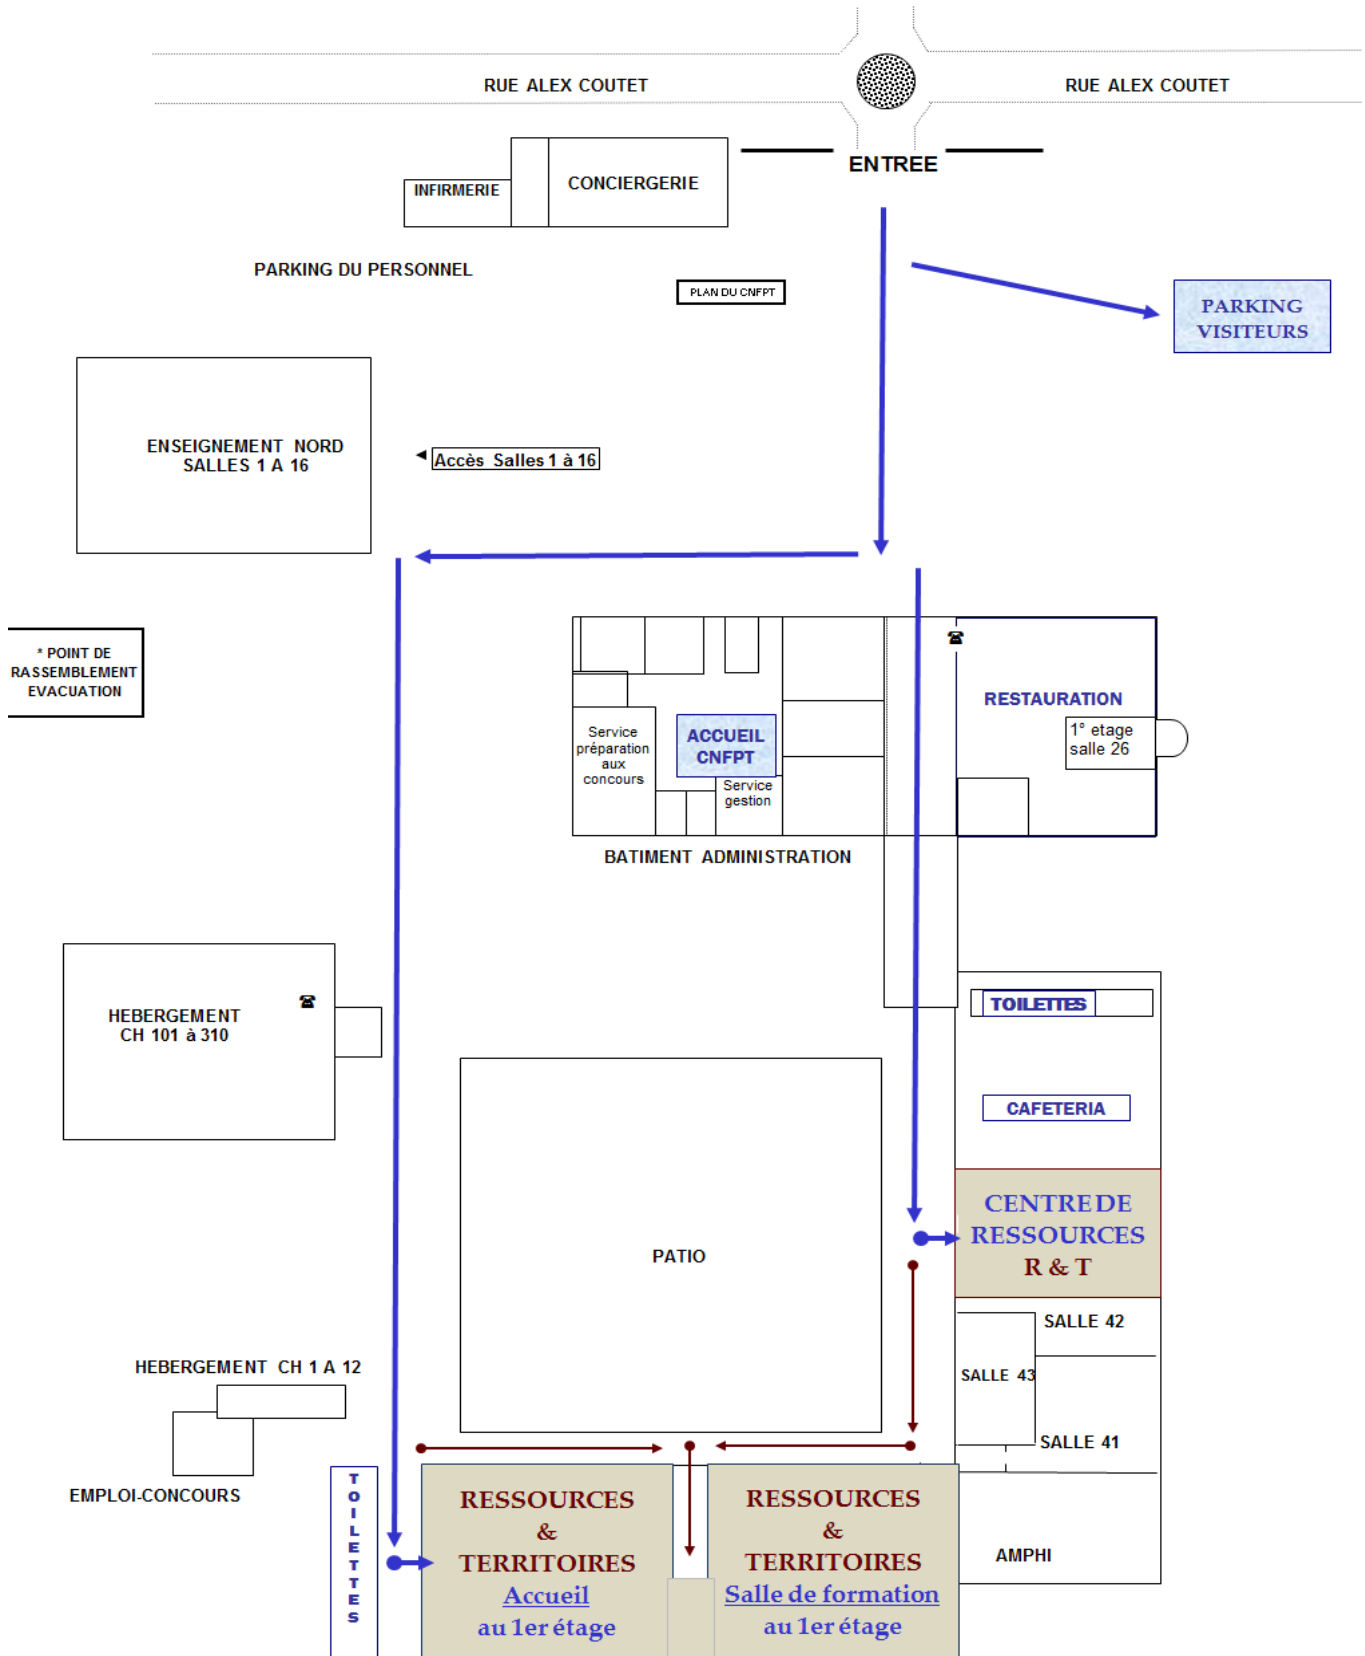 RUE ALEX COUTET
RUE ALEX COUTET
ENTREE
CONCIERGERIE
INFIRMERIE
PARKING DU PERSONNEL
PLAN DU CNFPT
PARKING
VISITEURS
ENSEIGNEMENT NORD
SALLES 1 A 16
Accès Salles 1 à 16
* POINT DE
RASSEMBLEMENT
EVACUATION
RESTAURATION
1° etage
salle 26
Service
préparation
aux
concours
ACCUEIL
CNFPT
Service
gestion
BATIMENT ADMINISTRATION
HEBERGEMENT
CH 101 à 310
TOILETTES
CAFETERIA
CENTRE DE
RESSOURCES
R & T
PATIO
SALLE 42
SALLE 43
SALLE 41
HEBERGEMENT CH 1 A 12
EMPLOI-CONCOURS
TOILETTES
RESSOURCES
&
TERRITOIRES
Accueil
au 1er étage
RESSOURCES
&
TERRITOIRES
Salle de formation
au 1er étage
AMPHI